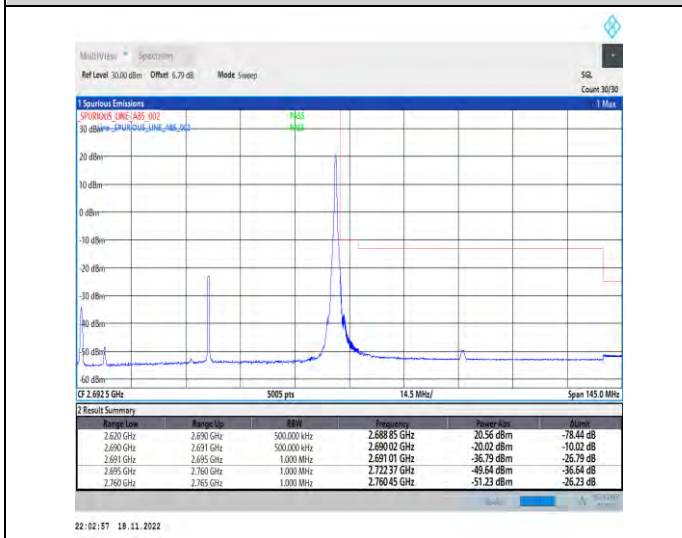 MultiView Spectrum
Ref Level 30.00 dBm Offset 6.79 dB Mode Sweep SGL
Count 30/30
1 Spurious Emissions 1 Max
_SPURIOUS_LINE_ABS_002 PASS
30 dBm Line _SPURIOUS_LINE_ABS_002 PASS
20 dBm
10 dBm
0 dBm
-10 dBm
-20 dBm
-30 dBm
-40 dBm
-50 dBm
-60 dBm
CF 2.6925 GHz 5005 pts 14.5 MHz/ Span 145.0 MHz
2 Result Summary
Range Low Range Up RBW Frequency Power Abs ΔLimit
2.620 GHz 2.690 GHz 500.000 kHz 2.688 85 GHz 20.56 dBm -78.44 dB
2.690 GHz 2.691 GHz 500.000 kHz 2.690 02 GHz -20.02 dBm -10.02 dB
2.691 GHz 2.695 GHz 1.000 MHz 2.691 01 GHz -36.79 dBm -26.79 dB
2.695 GHz 2.760 GHz 1.000 MHz 2.722 37 GHz -49.64 dBm -36.64 dB
2.760 GHz 2.765 GHz 1.000 MHz 2.760 45 GHz -51.23 dBm -26.23 dB
22:02:57 18.11.2022